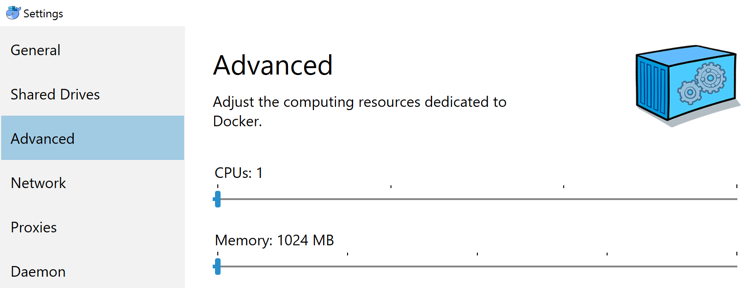 Settings
General
Shared Drives
Advanced
Network
Proxies
Daemon
Advanced
Adjust the computing resources dedicated to
Docker.
CPUs: 1
Memory: 1024 MB